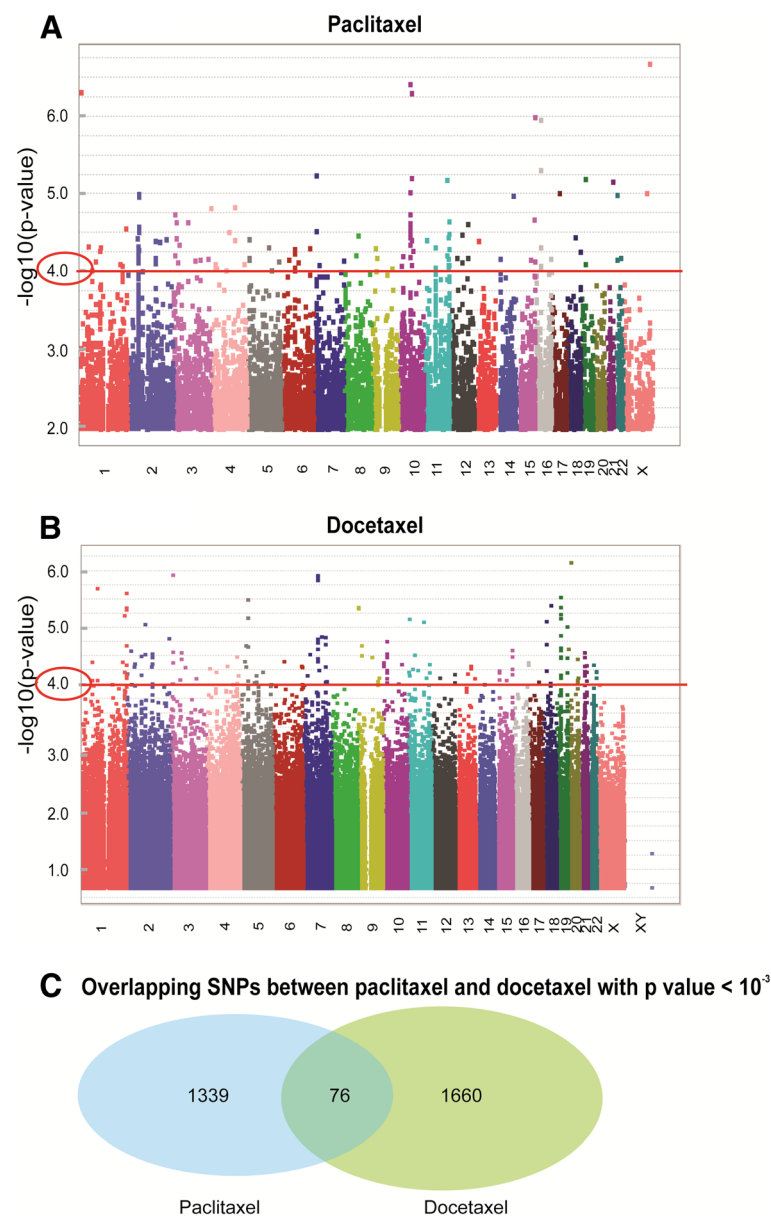 A
Paclitaxel
-log10(p-value)
6.0
5.0
4.0
3.0
2.0
1 2 3 4 5 6 7 8 9 10 11 12 13 14 15 16 17 18 19 20 21 22 X
B
Docetaxel
-log10(p-value)
6.0
5.0
4.0
3.0
2.0
1.0
1 2 3 4 5 6 7 8 9 10 11 12 13 14 15 16 17 18 19 20 21 22 X XY
C Overlapping SNPs between paclitaxel and docetaxel with p value < 10⁻³
1339 76 1660
Paclitaxel Docetaxel